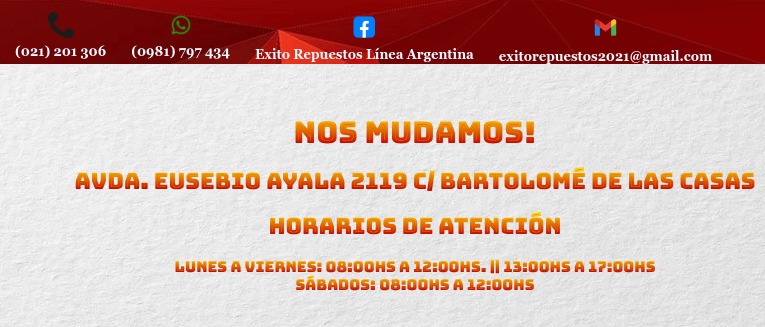 (021) 201 306
(0981) 797 434
Exito Repuestos Línea Argentina
exitorepuestos2021@gmail.com
NOS MUDAMOS!
AVDA. EUSEBIO AYALA 2119 C/ BARTOLOMÉ DE LAS CASAS
HORARIOS DE ATENCIÓN
LUNES A VIERNES: 08:00HS A 12:00HS. || 13:00HS A 17:00HS
SÁBADOS: 08:00HS A 12:00HS